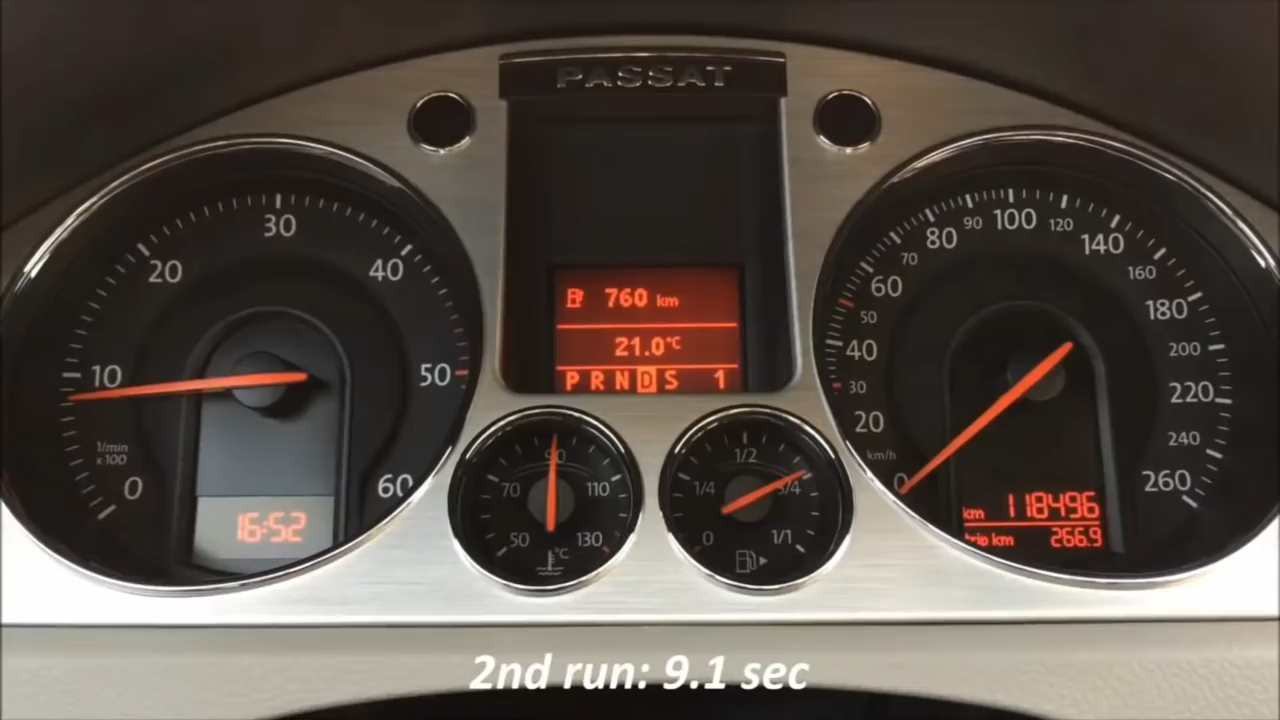 PASSAT
10 20 30 40 50 60
0
1/min
x100
16:52
760 km
21.0°C
P R N D S 1
50 70 90 110 130
°C
0 1/4 1/2 3/4 1/1
0 20 30 40 50 60 70 80 90 100 120 140 160 180 200 220 240 260
km/h
km 118496
trip km 266.9
2nd run: 9.1 sec